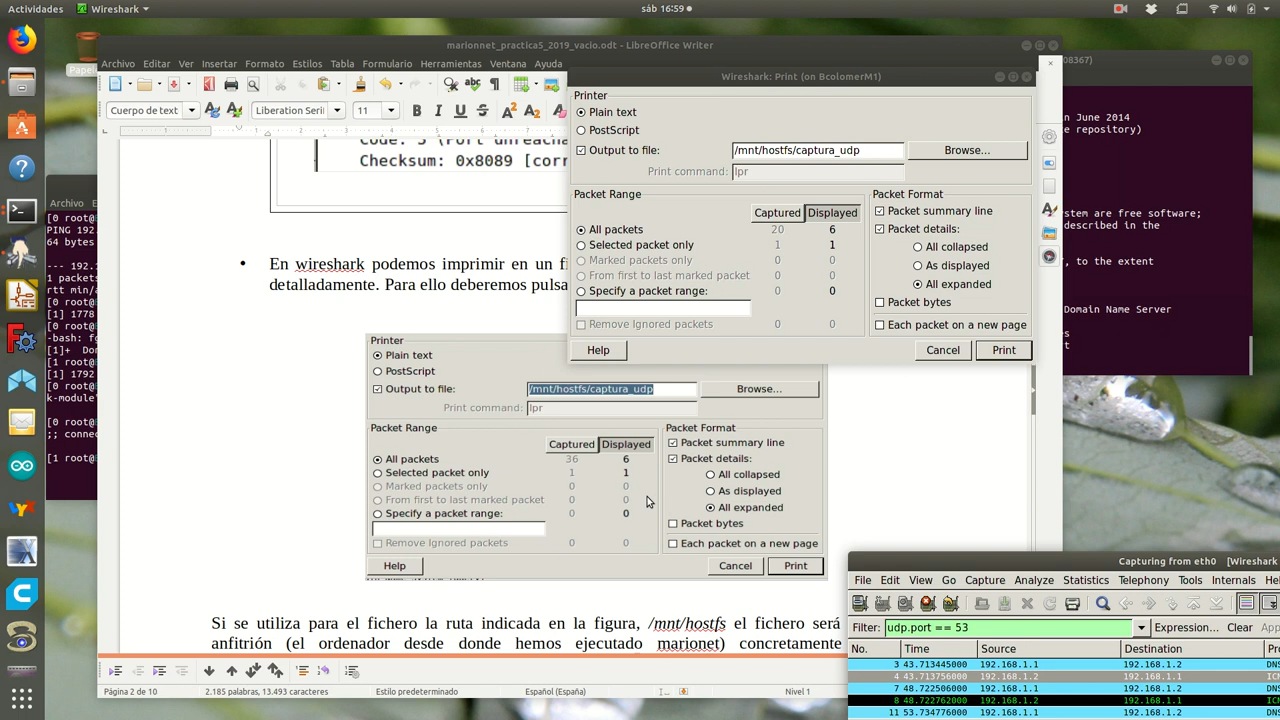 Actividades Wireshark sáb 16:59
marionnet_practica5_2019_vacio.odt - LibreOffice Writer
Archivo Editar Ver Insertar Formato Estilos Tabla Formulario Herramientas Ventana Ayuda
Cuerpo de text Liberation Seri 11
Code: 3 (Port unreacha
Checksum: 0x8089 [corr
• En wireshark podemos imprimir en un fi
detalladamente. Para ello deberemos pulsa
Printer
Plain text
PostScript
Output to file: /mnt/hostfs/captura_udp Browse...
Print command: lpr
Packet Range Packet Format
Captured Displayed Packet summary line
All packets 36 6 Packet details:
Selected packet only 1 1 All collapsed
Marked packets only 0 0 As displayed
From first to last marked packet 0 0
Specify a packet range: 0 0 All expanded
Packet bytes
Remove Ignored packets 0 0 Each packet on a new page
Help Cancel Print
Si se utiliza para el fichero la ruta indicada en la figura, /mnt/hostfs el fichero será
anfitrión (el ordenador desde donde hemos ejecutado marionet) concretamente
Página 2 de 10 2.185 palabras, 13.493 caracteres Estilo predeterminado Español (España) Nivel 1
Wireshark: Print (on BcolomerM1)
Printer
Plain text
PostScript
Output to file: /mnt/hostfs/captura_udp Browse...
Print command: lpr
Packet Range Packet Format
Captured Displayed Packet summary line
All packets 20 6 Packet details:
Selected packet only 1 1 All collapsed
Marked packets only 0 0 As displayed
From first to last marked packet 0 0
Specify a packet range: 0 0 All expanded
Packet bytes
Remove Ignored packets 0 0 Each packet on a new page
Help Cancel Print
08367)
n June 2014
e repository)
stem are free software;
described in the
, to the extent
Domain Name Server
s
t
Papele
Archivo E
[0 root@
PING 192.
64 bytes
--- 192.1
1 packets
rtt min/a
[0 root@
[1] 1778
-bash: fg
[1]+ Don
[1 root@
[1] 1792
[0 root@
k-module'
[0 root@
;; connec
[1 root@
Capturing from eth0 [Wireshark
File Edit View Go Capture Analyze Statistics Telephony Tools Internals He
Filter: udp.port == 53 Expression... Clear App
No. Time Source Destination Pr
3 43.713445000 192.168.1.1 192.168.1.2 DNS
4 43.713756000 192.168.1.2 192.168.1.1 ICM
7 48.722506000 192.168.1.1 192.168.1.2 DNS
8 48.722762000 192.168.1.2 192.168.1.1 ICM
11 53.734776000 192.168.1.1 192.168.1.2 DNS